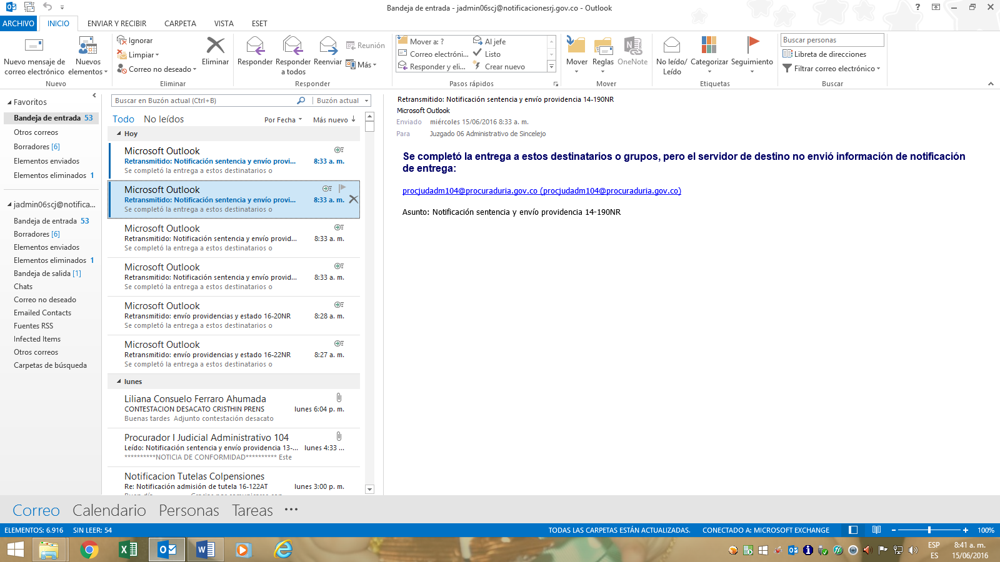 Bandeja de entrada - jadmin06scj@notificacionesrj.gov.co - Outlook
ARCHIVO INICIO ENVIAR Y RECIBIR CARPETA VISTA ESET
Nuevo mensaje de correo electrónico
Nuevos elementos
Nuevo
Ignorar
Limpiar
Correo no deseado
Eliminar
Eliminar
Responder
Responder a todos
Reenviar
Reunión
Más
Responder
Mover a: ?
Correo electróni...
Responder y eli...
Al jefe
Listo
Crear nuevo
Pasos rápidos
Mover
Reglas
OneNote
Mover
No leído/ Leído
Categorizar
Seguimiento
Etiquetas
Buscar personas
Libreta de direcciones
Filtrar correo electrónico
Buscar
Favoritos
Bandeja de entrada 53
Otros correos
Borradores [6]
Elementos enviados
Elementos eliminados 1
jadmin06scj@notifica...
Bandeja de entrada 53
Borradores [6]
Elementos enviados
Elementos eliminados 1
Bandeja de salida [1]
Chats
Correo no deseado
Emailed Contacts
Fuentes RSS
Infected Items
Otros correos
Carpetas de búsqueda
Buscar en Buzón actual (Ctrl+B) Buzón actual
Todo No leídos Por Fecha Más nuevo
Hoy
Microsoft Outlook
Retransmitido: Notificación sentencia y envío provi... 8:33 a. m.
Se completó la entrega a estos destinatarios o
Microsoft Outlook
Retransmitido: Notificación sentencia y envío provi... 8:33 a. m.
Se completó la entrega a estos destinatarios o
Microsoft Outlook
Retransmitido: Notificación sentencia y envío provid... 8:33 a. m.
Se completó la entrega a estos destinatarios o
Microsoft Outlook
Retransmitido: Notificación sentencia y envío provid... 8:33 a. m.
Se completó la entrega a estos destinatarios o
Microsoft Outlook
Retransmitido: envío providencias y estado 16-20NR 8:28 a. m.
Se completó la entrega a estos destinatarios o
Microsoft Outlook
Retransmitido: envío providencias y estado 16-22NR 8:27 a. m.
Se completó la entrega a estos destinatarios o
lunes
Liliana Consuelo Ferraro Ahumada
CONTESTACION DESACATO CRISTHIN PRENS lunes 6:04 p. m.
Buenas tardes Adjunto contestación desacato
Procurador I Judicial Administrativo 104
Leído: Notificación sentencia y envío providencia 13-... lunes 4:33 ...
**********NOTICIA DE CONFORMIDAD********** Este
Notificacion Tutelas Colpensiones
Re: Notificación admisión de tutela 16-122AT lunes 3:00 p. m.
Retransmitido: Notificación sentencia y envío providencia 14-190NR
Microsoft Outlook
Enviado miércoles 15/06/2016 8:33 a. m.
Para Juzgado 06 Administrativo de Sincelejo
Se completó la entrega a estos destinatarios o grupos, pero el servidor de destino no envió información de notificación
de entrega:
procjudadm104@procuraduria.gov.co (procjudadm104@procuraduria.gov.co)
Asunto: Notificación sentencia y envío providencia 14-190NR
Correo Calendario Personas Tareas ...
ELEMENTOS: 6.916 SIN LEER: 54 TODAS LAS CARPETAS ESTÁN ACTUALIZADAS. CONECTADO A: MICROSOFT EXCHANGE 100%
ESP
ES
8:41 a. m.
15/06/2016